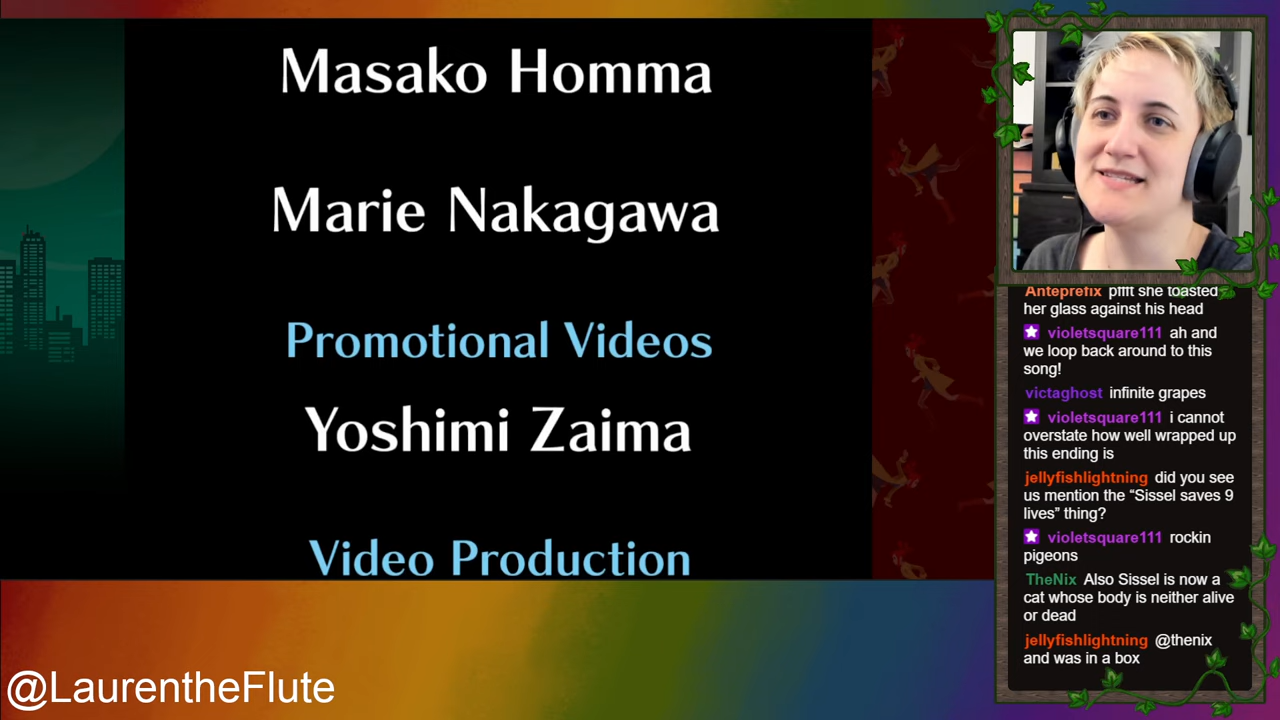 Masako Homma
Marie Nakagawa
Promotional Videos
Yoshimi Zaima
Video Production
@LaurentheFlute
Anteprefix pffft she toasted
her glass against his head
violetsquare111 ah and
we loop back around to this
song!
victaghost infinite grapes
violetsquare111 i cannot
overstate how well wrapped up
this ending is
jellyfishlightning did you see
us mention the “Sissel saves 9
lives” thing?
violetsquare111 rockin
pigeons
TheNix Also Sissel is now a
cat whose body is neither alive
or dead
jellyfishlightning @thenix
and was in a box